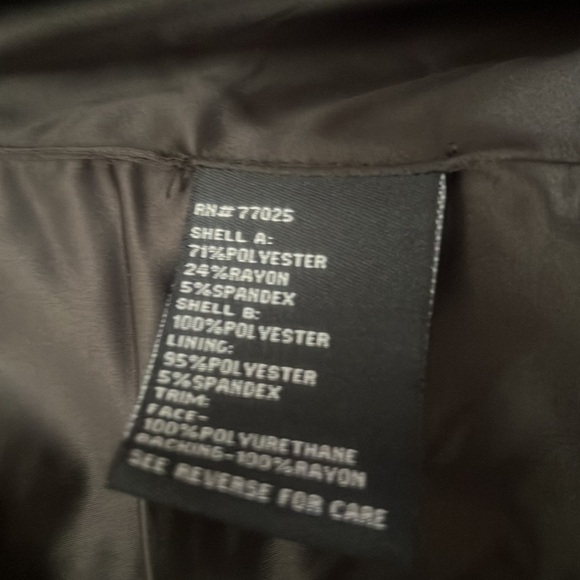 RN# 77025
SHELL A:
71%POLYESTER
24%RAYON
5%SPANDEX
SHELL B:
100%POLYESTER
LINING:
95%POLYESTER
5%SPANDEX
TRIM:
FACE-
100%POLYURETHANE
BACKING-100%RAYON
SEE REVERSE FOR CARE